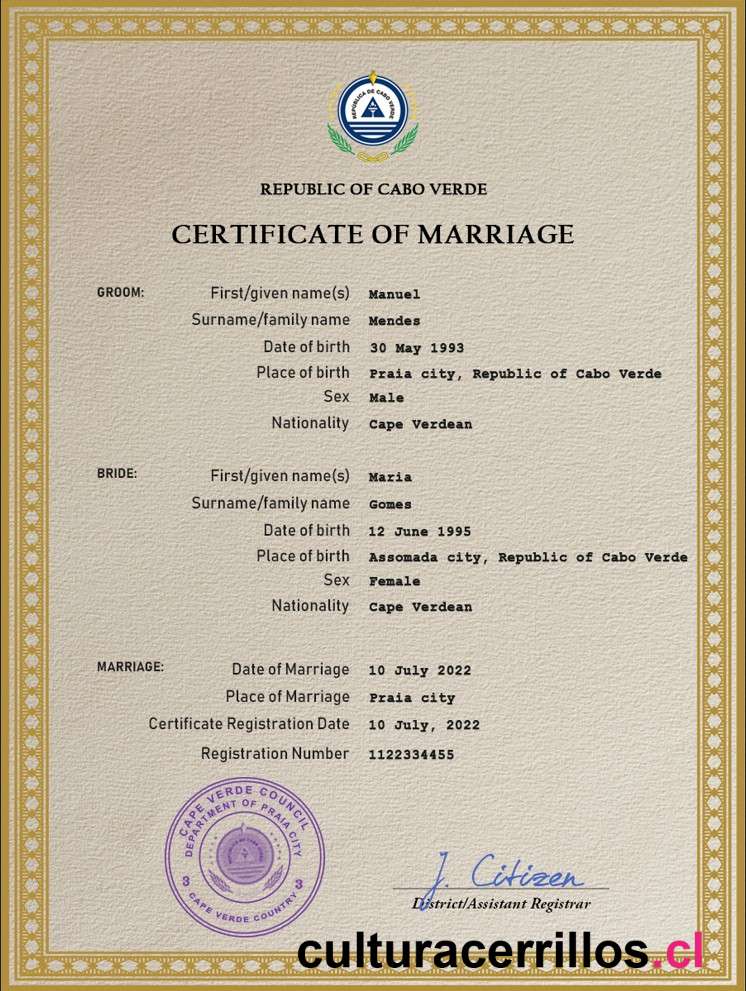 REPÚBLICA DE CABO VERDE
REPUBLIC OF CABO VERDE
CERTIFICATE OF MARRIAGE
GROOM: First/given name(s) Manuel
Surname/family name Mendes
Date of birth 30 May 1993
Place of birth Praia city, Republic of Cabo Verde
Sex Male
Nationality Cape Verdean
BRIDE: First/given name(s) Maria
Surname/family name Gomes
Date of birth 12 June 1995
Place of birth Assomada city, Republic of Cabo Verde
Sex Female
Nationality Cape Verdean
MARRIAGE: Date of Marriage 10 July 2022
Place of Marriage Praia city
Certificate Registration Date 10 July, 2022
Registration Number 1122334455
CAPE VERDE COUNCIL
DEPARTMENT OF PRAIA CITY
3 3
CAPE VERDE COUNTRY
J. Citizen
District/Assistant Registrar
culturacerrillos.cl